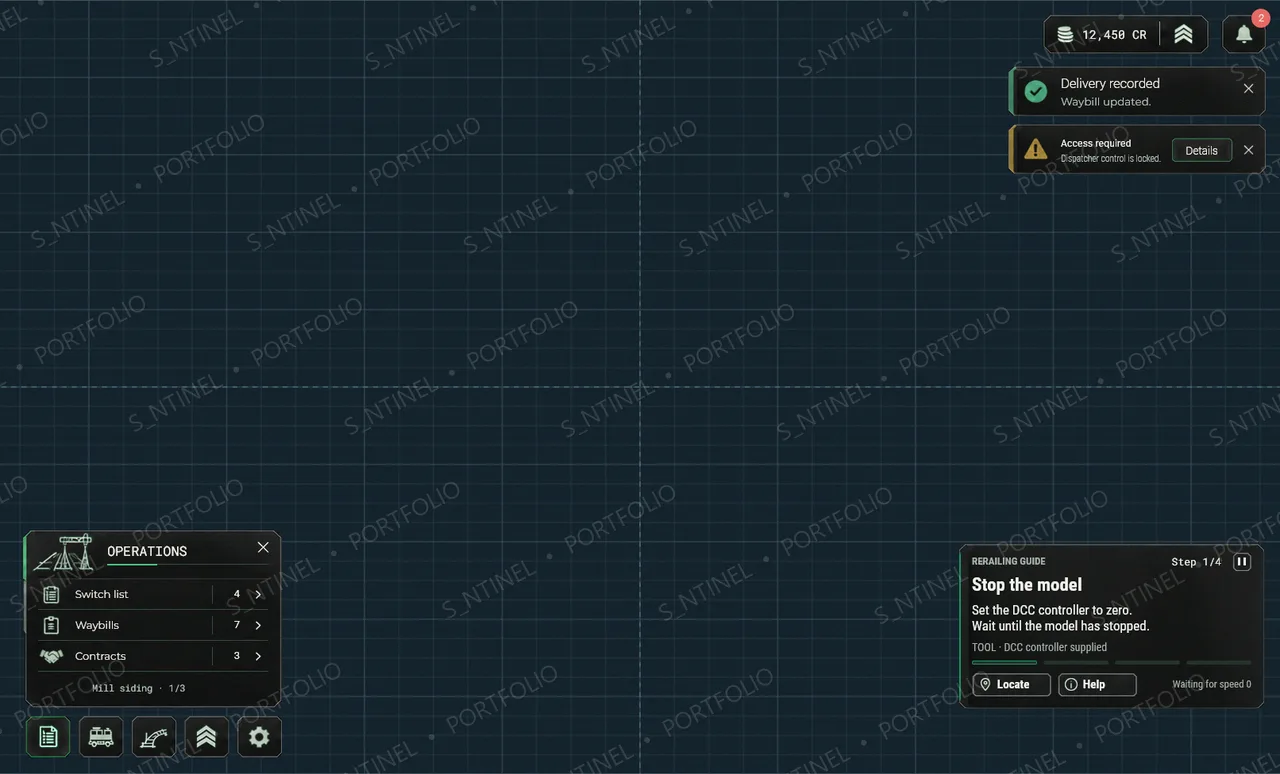 12,450 CR
2
Delivery recorded
Waybill updated.
Access required
Dispatcher control is locked.
Details
OPERATIONS
Switch list 4
Waybills 7
Contracts 3
Mill siding · 1/3
RERAILING GUIDE
Step 1/4
Stop the model
Set the DCC controller to zero.
Wait until the model has stopped.
TOOL · DCC controller supplied
Locate
Help
Waiting for speed 0
S_NTINEL • PORTFOLIO